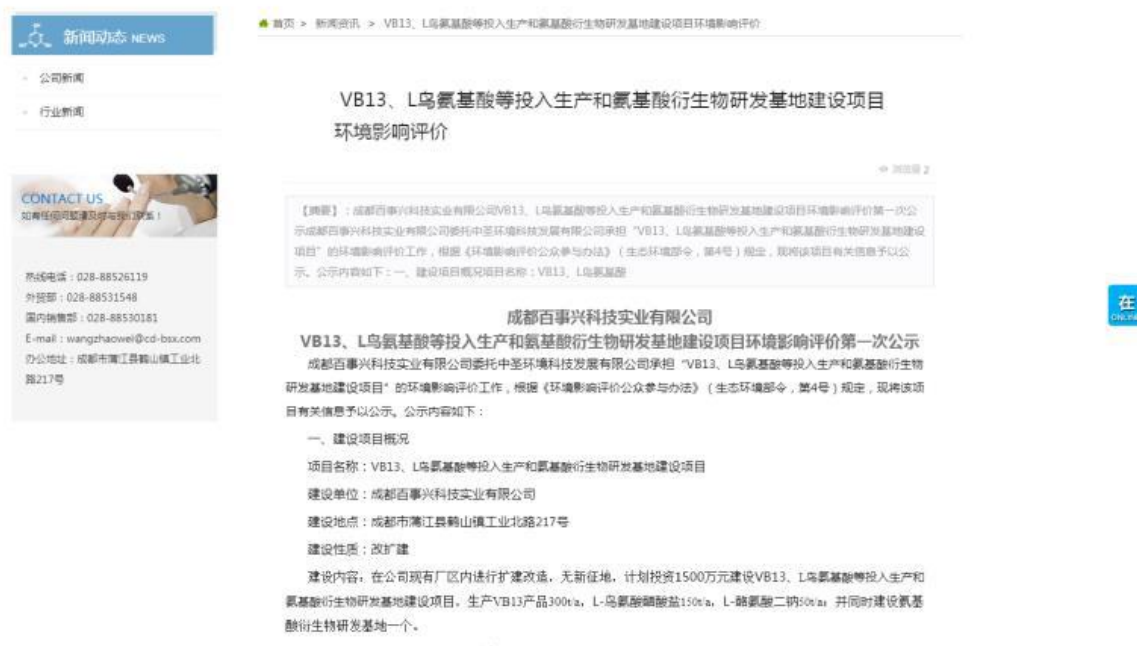 新闻动态 NEWS
公司新闻
行业新闻
CONTACT US
如有任何问题请及时与我们联系！
热线电话：028-88526119
外贸部：028-88531548
国内销售部：028-88530181
E-mail：wangzhaowei@cd-bsx.com
办公地址：成都市蒲江县鹤山镇工业北
路217号
首页 > 新闻资讯 > VB13、L鸟氨基酸等投入生产和氨基酸衍生物研发基地建设项目环境影响评价
VB13、L鸟氨基酸等投入生产和氨基酸衍生物研发基地建设项目
环境影响评价
浏览量 2
【摘要】：成都百事兴科技实业有限公司VB13、L鸟氨基酸等投入生产和氨基酸衍生物研发基地建设项目环境影响评价第一次公
示成都百事兴科技实业有限公司委托中圣环境科技发展有限公司承担“VB13、L鸟氨基酸等投入生产和氨基酸衍生物研发基地建设
项目”的环境影响评价工作，根据《环境影响评价公众参与办法》（生态环境部令，第4号）规定，现将该项目有关信息予以公
示。公示内容如下：一、建设项目概况项目名称：VB13、L鸟氨基酸
成都百事兴科技实业有限公司
VB13、L鸟氨基酸等投入生产和氨基酸衍生物研发基地建设项目环境影响评价第一次公示
成都百事兴科技实业有限公司委托中圣环境科技发展有限公司承担“VB13、L鸟氨基酸等投入生产和氨基酸衍生物
研发基地建设项目”的环境影响评价工作，根据《环境影响评价公众参与办法》（生态环境部令，第4号）规定，现将该项
目有关信息予以公示。公示内容如下：
一、建设项目概况
项目名称：VB13、L鸟氨基酸等投入生产和氨基酸衍生物研发基地建设项目
建设单位：成都百事兴科技实业有限公司
建设地点：成都市蒲江县鹤山镇工业北路217号
建设性质：改扩建
建设内容：在公司现有厂区内进行扩建改造，无新征地，计划投资1500万元建设VB13、L鸟氨基酸等投入生产和
氨基酸衍生物研发基地建设项目。生产VB13产品300t/a，L-鸟氨酸醋酸盐150t/a，L-酪氨酸二钠50t/a；并同时建设氨基
酸衍生物研发基地一个。
在
ONLINE